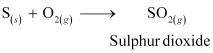 S(s) + O2(g) ⟶ SO2(g)
Sulphur dioxide